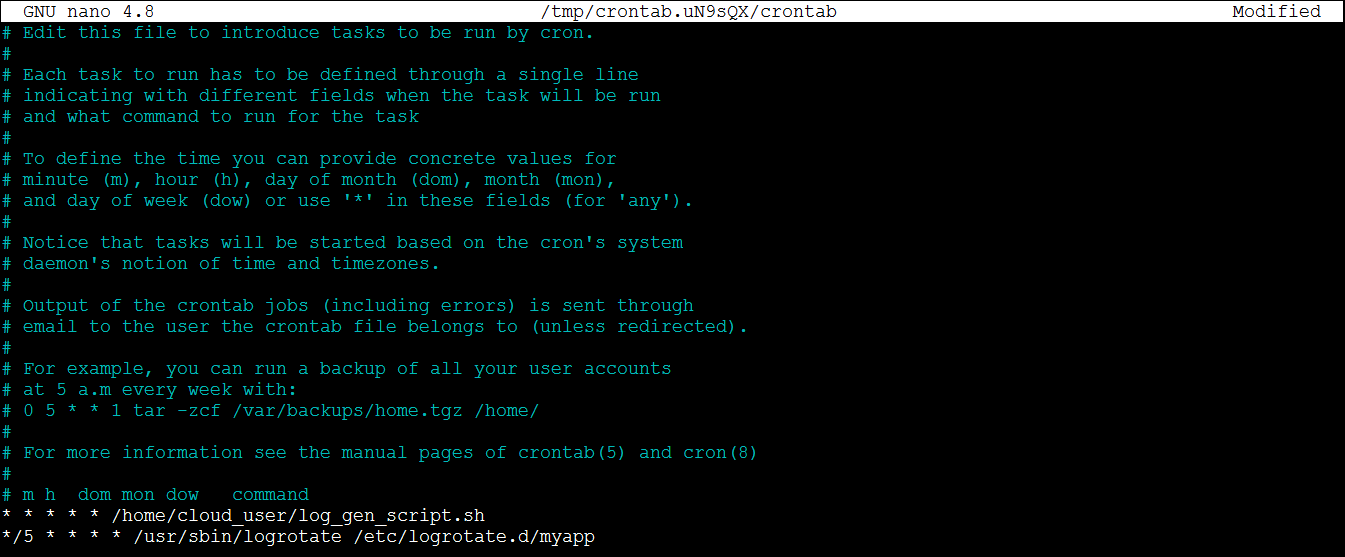 GNU nano 4.8 /tmp/crontab.uN9sQX/crontab Modified
# Edit this file to introduce tasks to be run by cron.
#
# Each task to run has to be defined through a single line
# indicating with different fields when the task will be run
# and what command to run for the task
#
# To define the time you can provide concrete values for
# minute (m), hour (h), day of month (dom), month (mon),
# and day of week (dow) or use '*' in these fields (for 'any').
#
# Notice that tasks will be started based on the cron's system
# daemon's notion of time and timezones.
#
# Output of the crontab jobs (including errors) is sent through
# email to the user the crontab file belongs to (unless redirected).
#
# For example, you can run a backup of all your user accounts
# at 5 a.m every week with:
# 0 5 * * 1 tar -zcf /var/backups/home.tgz /home/
#
# For more information see the manual pages of crontab(5) and cron(8)
#
# m h  dom mon dow   command
* * * * * /home/cloud_user/log_gen_script.sh
*/5 * * * * /usr/sbin/logrotate /etc/logrotate.d/myapp